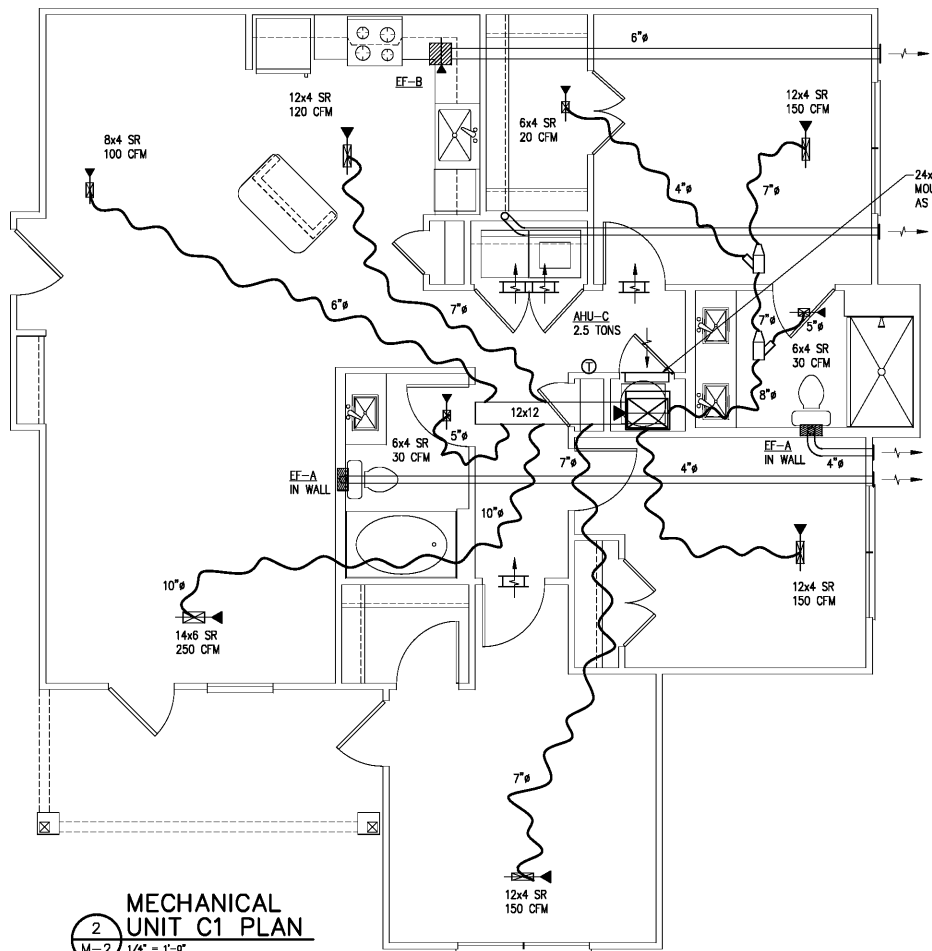 6"ø
EF-B
12x4 SR
120 CFM
6x4 SR
20 CFM
12x4 SR
150 CFM
8x4 SR
100 CFM
24x
MOU
AS
4"ø
7"ø
6"ø
7"ø
AHU-C
2.5 TONS
7"ø
5"ø
6x4 SR
30 CFM
T
12x12
8"ø
6x4 SR
30 CFM
5"ø
EF-A
IN WALL
7"ø
4"ø
EF-A
IN WALL
4"ø
10"ø
10"ø
12x4 SR
150 CFM
14x6 SR
250 CFM
7"ø
12x4 SR
150 CFM
MECHANICAL
2 UNIT C1 PLAN
M-2 1/4" = 1'-0"